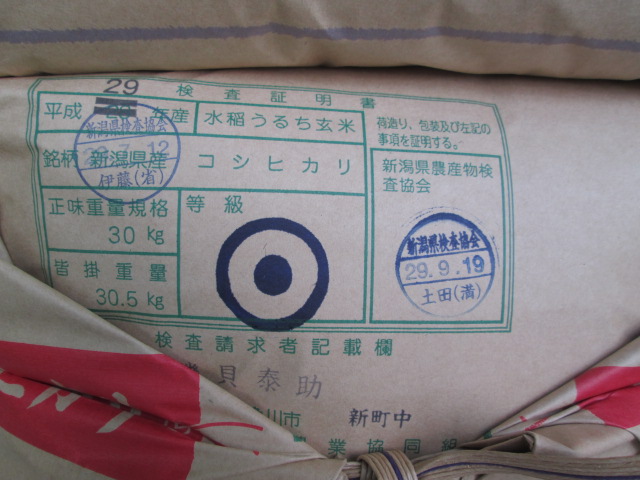 検査証明書
29
平成 年産
水稲うるち玄米
銘柄 新潟県産
コシヒカリ
正味重量規格
30 kg
皆掛重量
30.5 kg
等級
荷造り、包装及び左記の
事項を証明する。
新潟県農産物検
査協会
新潟県検査協会
7.12
伊藤(省)
新潟県検査協会
29.9.19
土田(満)
検査請求者記載欄
貝泰助
川市 新町中
業協同組